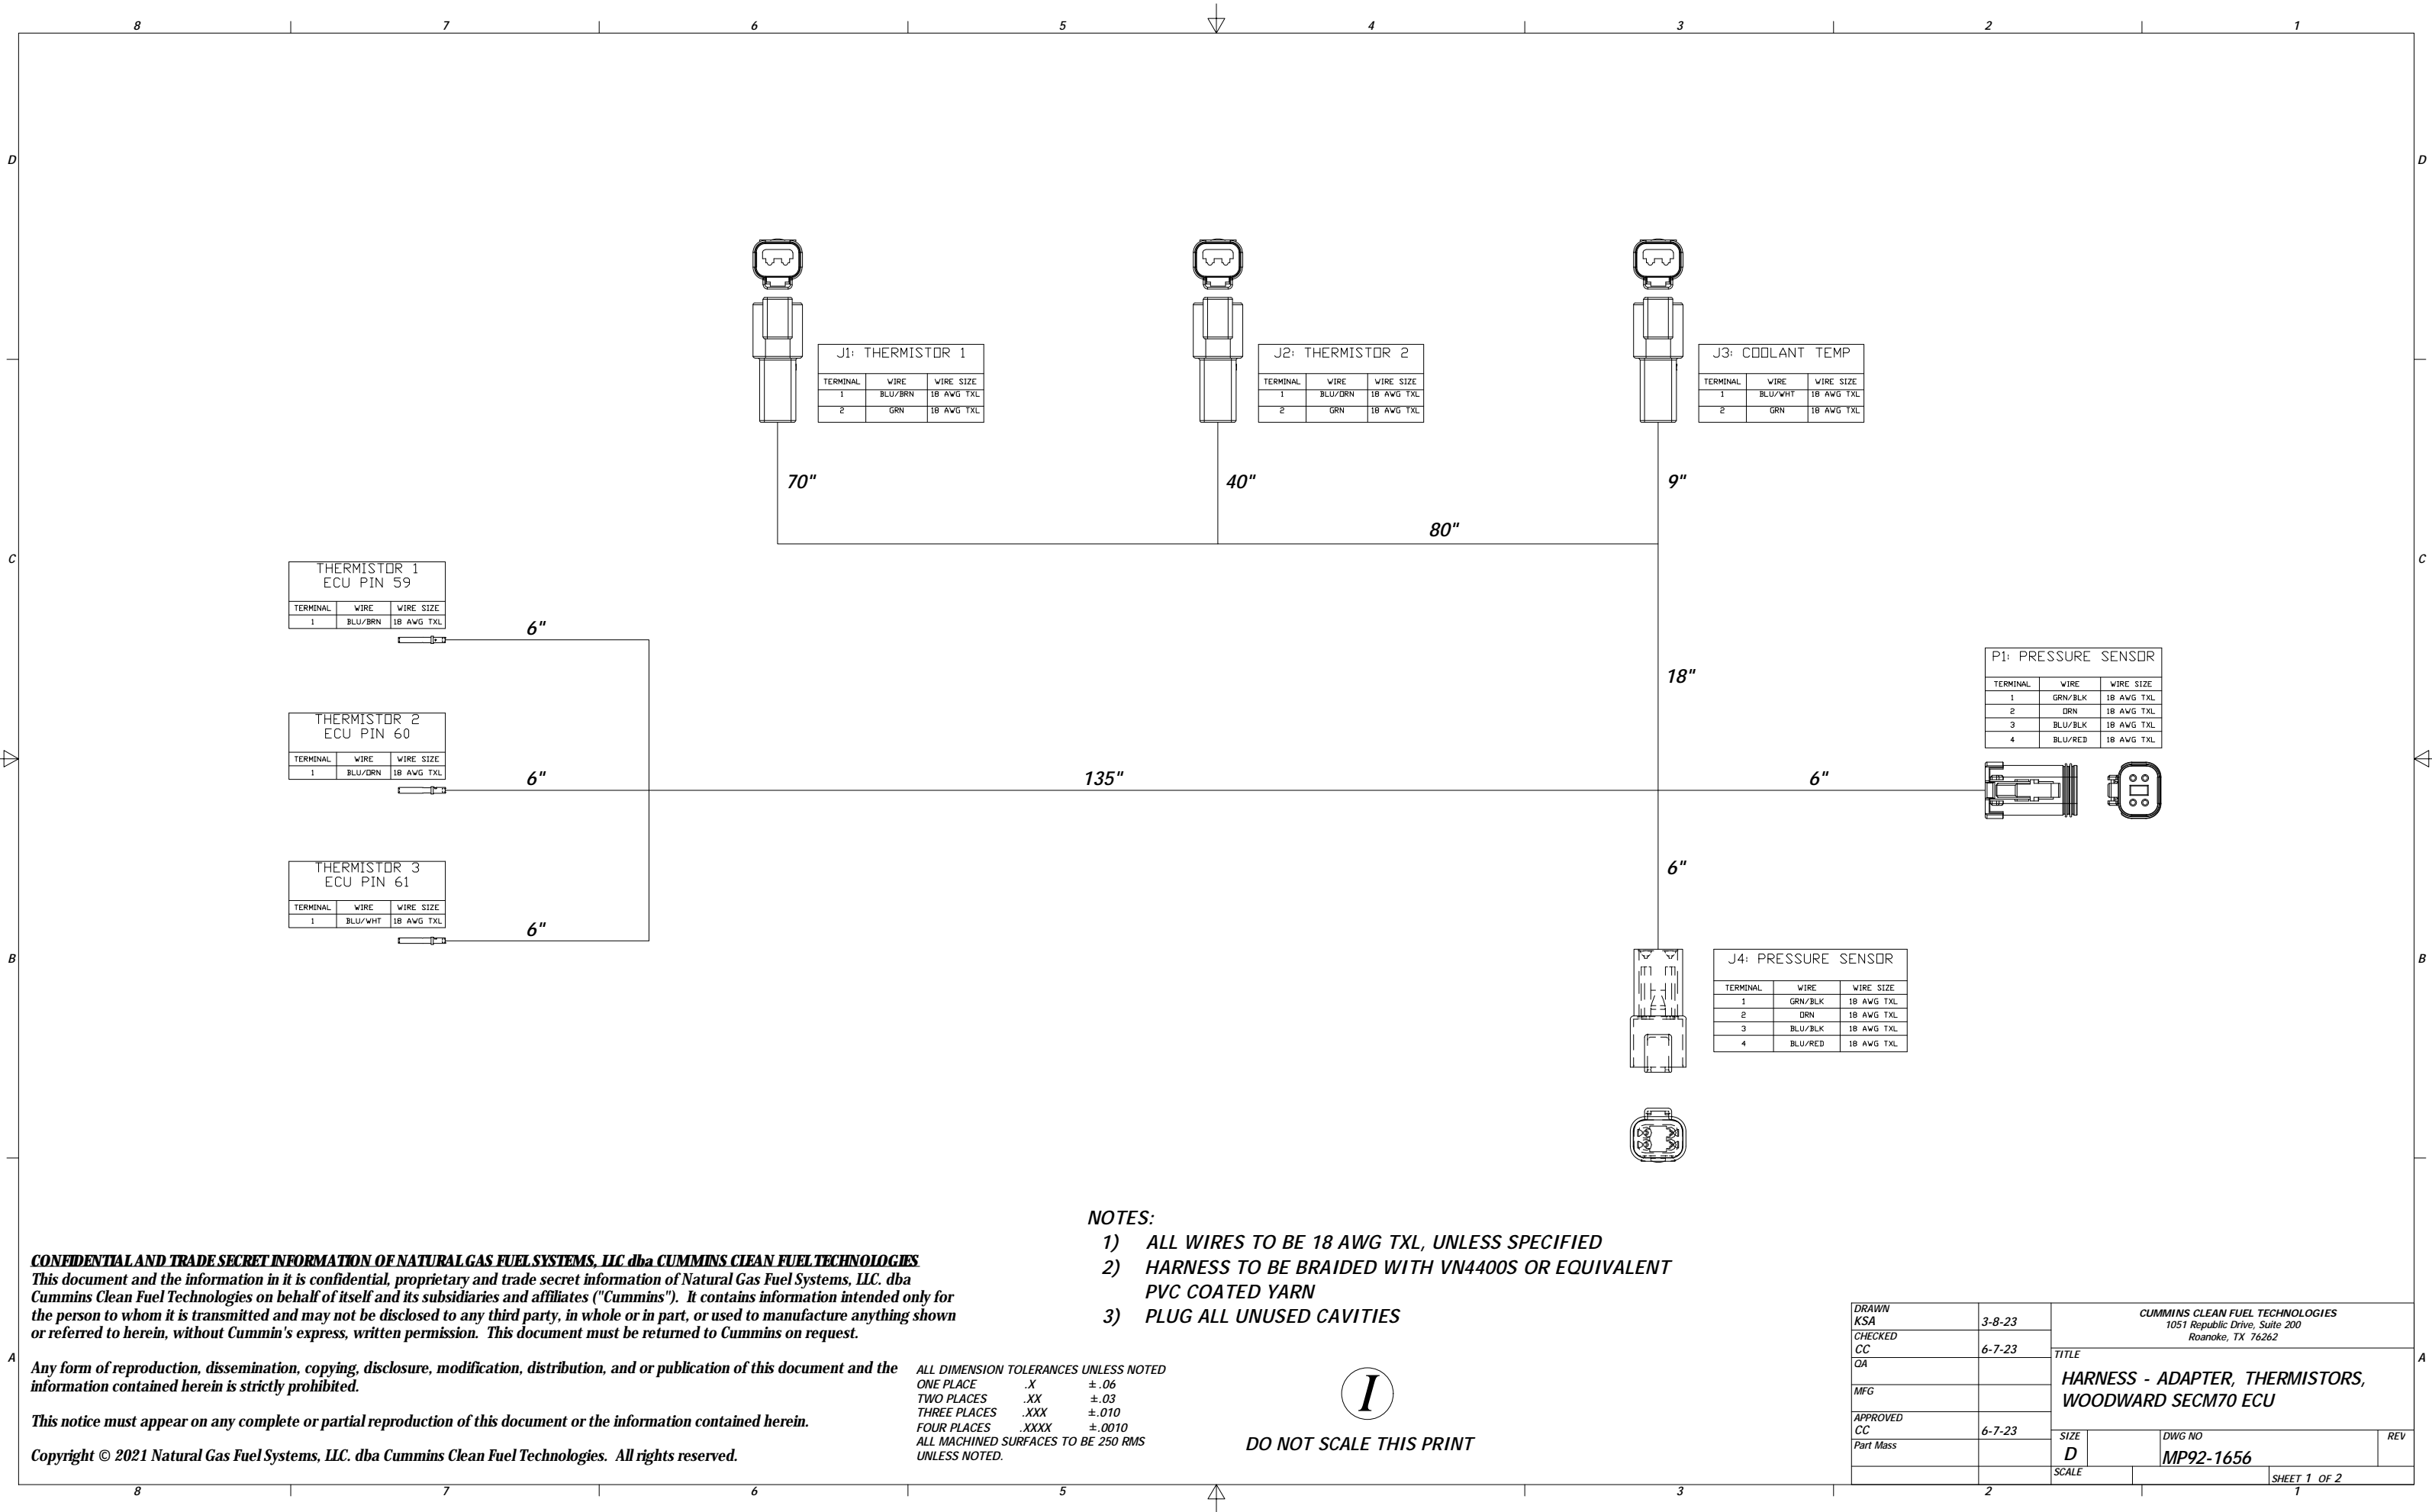 8 7 6 5 4 3 2 1
D D
J1: THERMISTOR 1
TERMINAL WIRE WIRE SIZE
1 BLU/BRN 18 AWG TXL
2 GRN 18 AWG TXL
J2: THERMISTOR 2
TERMINAL WIRE WIRE SIZE
1 BLU/ORN 18 AWG TXL
2 GRN 18 AWG TXL
J3: COOLANT TEMP
TERMINAL WIRE WIRE SIZE
1 BLU/WHT 18 AWG TXL
2 GRN 18 AWG TXL
70" 40" 9"
80"
C C
THERMISTOR 1
ECU PIN 59
TERMINAL WIRE WIRE SIZE
1 BLU/BRN 18 AWG TXL
6"
THERMISTOR 2
ECU PIN 60
TERMINAL WIRE WIRE SIZE
1 BLU/ORN 18 AWG TXL
6"
THERMISTOR 3
ECU PIN 61
TERMINAL WIRE WIRE SIZE
1 BLU/WHT 18 AWG TXL
6"
135"
18"
6"
6"
P1: PRESSURE SENSOR
TERMINAL WIRE WIRE SIZE
1 GRN/BLK 18 AWG TXL
2 ORN 18 AWG TXL
3 BLU/BLK 18 AWG TXL
4 BLU/RED 18 AWG TXL
B B
J4: PRESSURE SENSOR
TERMINAL WIRE WIRE SIZE
1 GRN/BLK 18 AWG TXL
2 ORN 18 AWG TXL
3 BLU/BLK 18 AWG TXL
4 BLU/RED 18 AWG TXL
NOTES:
1) ALL WIRES TO BE 18 AWG TXL, UNLESS SPECIFIED
2) HARNESS TO BE BRAIDED WITH VN4400S OR EQUIVALENT
PVC COATED YARN
3) PLUG ALL UNUSED CAVITIES
CONFIDENTIAL AND TRADE SECRET INFORMATION OF NATURAL GAS FUEL SYSTEMS, LLC dba CUMMINS CLEAN FUEL TECHNOLOGIES
This document and the information in it is confidential, proprietary and trade secret information of Natural Gas Fuel Systems, LLC. dba
Cummins Clean Fuel Technologies on behalf of itself and its subsidiaries and affiliates ("Cummins"). It contains information intended only for
the person to whom it is transmitted and may not be disclosed to any third party, in whole or in part, or used to manufacture anything shown
or referred to herein, without Cummin's express, written permission. This document must be returned to Cummins on request.
Any form of reproduction, dissemination, copying, disclosure, modification, distribution, and or publication of this document and the
information contained herein is strictly prohibited.
This notice must appear on any complete or partial reproduction of this document or the information contained herein.
Copyright © 2021 Natural Gas Fuel Systems, LLC. dba Cummins Clean Fuel Technologies. All rights reserved.
ALL DIMENSION TOLERANCES UNLESS NOTED
ONE PLACE .X ±.06
TWO PLACES .XX ±.03
THREE PLACES .XXX ±.010
FOUR PLACES .XXXX ±.0010
ALL MACHINED SURFACES TO BE 250 RMS
UNLESS NOTED.
I
DO NOT SCALE THIS PRINT
A A
DRAWN
KSA 3-8-23
CHECKED
CC 6-7-23
QA
MFG
APPROVED
CC 6-7-23
Part Mass
CUMMINS CLEAN FUEL TECHNOLOGIES
1051 Republic Drive, Suite 200
Roanoke, TX 76262
TITLE
HARNESS - ADAPTER, THERMISTORS,
WOODWARD SECM70 ECU
SIZE DWG NO REV
D MP92-1656
SCALE SHEET 1 OF 2
8 7 6 5 4 3 2 1